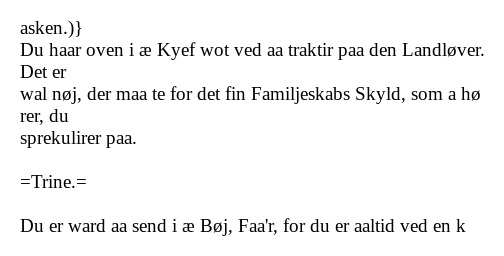 asken.)}
Du haar oven i æ Kyef wot ved aa traktir paa den Landløver.
Det er
wal nøj, der maa te for det fin Familjeskabs Skyld, som a hø
rer, du
sprekulirer paa.

=Trine.=

Du er ward aa send i æ Bøj, Faa'r, for du er aaltid ved en k